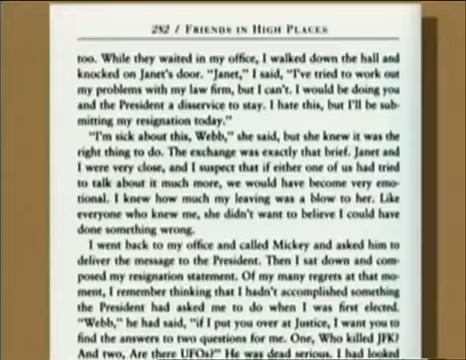 282 / FRIENDS IN HIGH PLACES
too. While they waited in my office, I walked down the hall and
knocked on Janet's door. "Janet," I said, "I've tried to work out
my problems with my law firm, but I can't. I would be doing you
and the President a disservice to stay. I hate this, but I'll be sub-
mitting my resignation today."
"I'm sick about this, Webb," she said, but she knew it was the
right thing to do. The exchange was exactly that brief. Janet and
I were very close, and I suspect that if either one of us had tried
to talk about it much more, we would have become very emo-
tional. I knew how much my leaving was a blow to her. Like
everyone who knew me, she didn't want to believe I could have
done something wrong.
I went back to my office and called Mickey and asked him to
deliver the message to the President. Then I sat down and com-
posed my resignation statement. Of my many regrets at that mo-
ment, I remember thinking that I hadn't accomplished something
the President had asked me to do when I was first elected.
"Webb," he had said, "if I put you over at Justice, I want you to
find the answers to two questions for me. One, Who killed JFK?
And two, Are there UFOs?" He was dead serious. I had looked